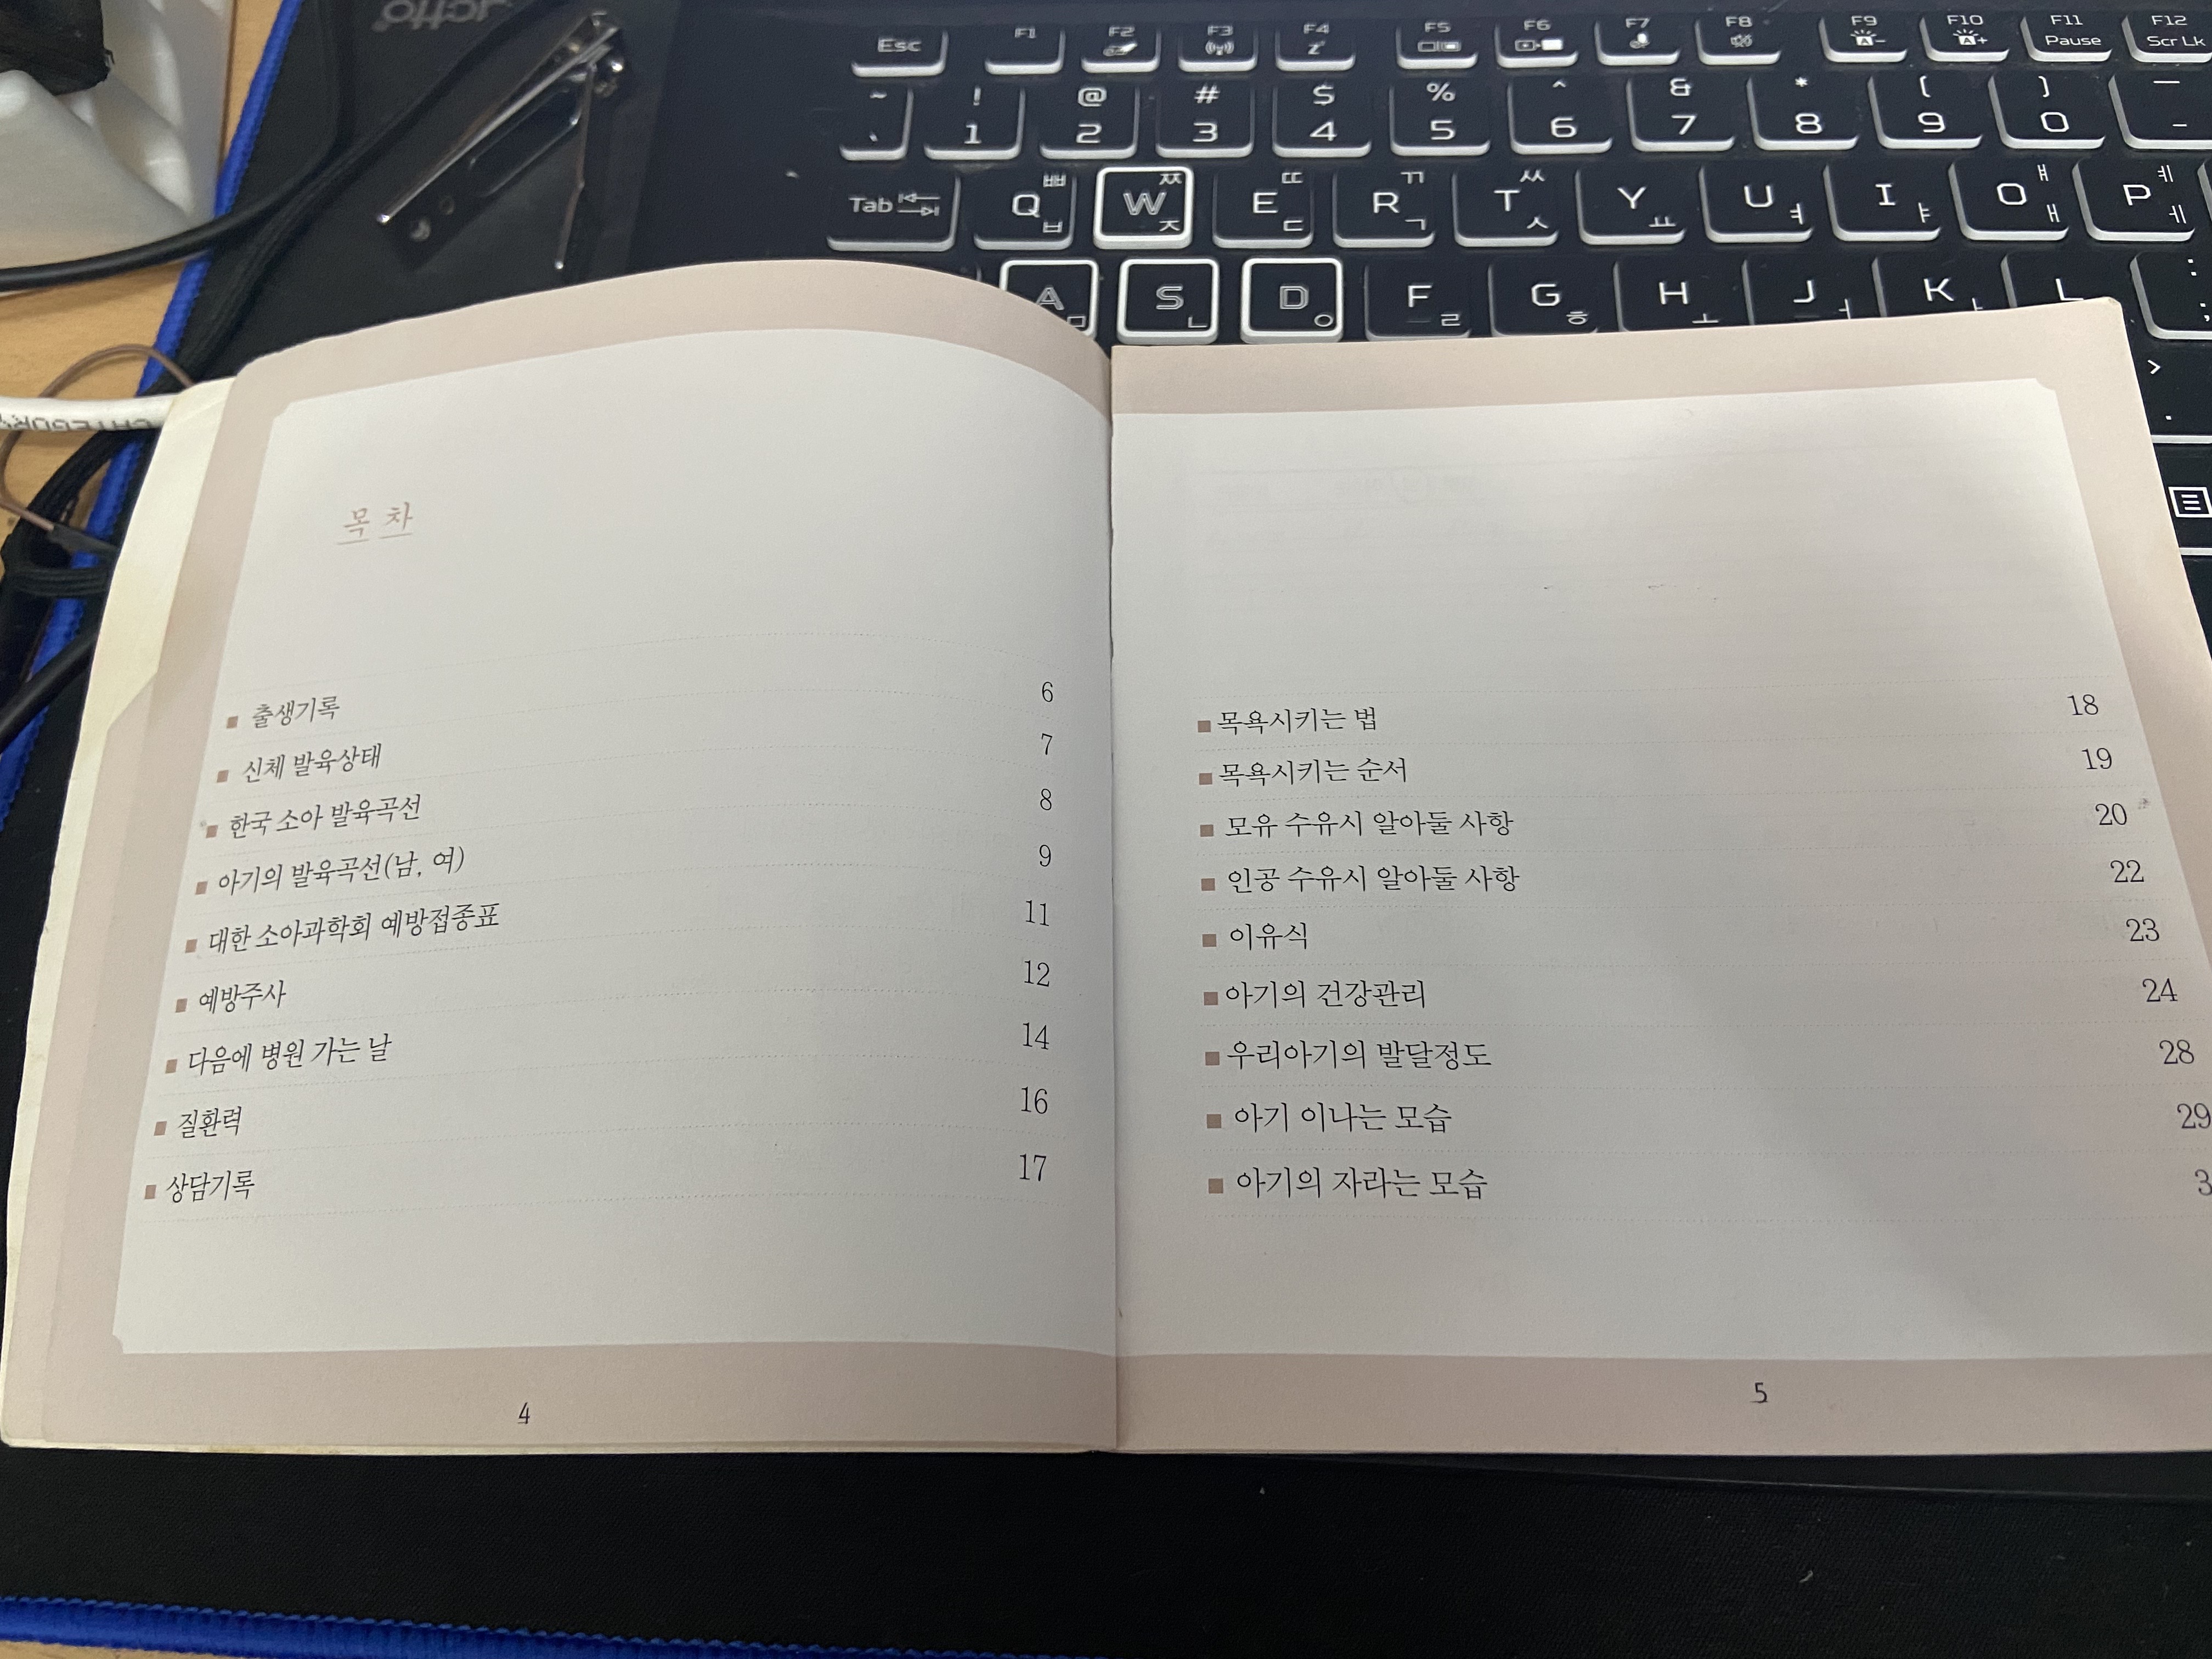 목 차
■ 출생기록 6
■ 신체 발육상태 7
■ 한국 소아 발육곡선 8
■ 아기의 발육곡선(남, 여) 9
■ 대한 소아과학회 예방접종표 11
■ 예방주사 12
■ 다음에 병원 가는 날 14
■ 질환력 16
■ 상담기록 17
4
■ 목욕시키는 법 18
■ 목욕시키는 순서 19
■ 모유 수유시 알아둘 사항 20
■ 인공 수유시 알아둘 사항 22
■ 이유식 23
■ 아기의 건강관리 24
■ 우리아기의 발달정도 28
■ 아기 이나는 모습 29
■ 아기의 자라는 모습
5
Esc F1 F2 F3 F4 F5 F6 F7 F8 F9 F10 F11 F12
Pause Scr Lk
~ ! @ # $ % ^ & * ( ) _
` 1 2 3 4 5 6 7 8 9 0 -
Tab Q ㅃ ㅂ W ㅉ ㅈ E ㄸ ㄷ R ㄲ ㄱ T ㅆ ㅅ Y ㅛ U ㅕ I ㅑ O ㅒ ㅐ P ㅖ ㅔ
A ㅁ S ㄴ D ㅇ F ㄹ G ㅎ H ㅗ J ㅓ K ㅏ L : ;
> .